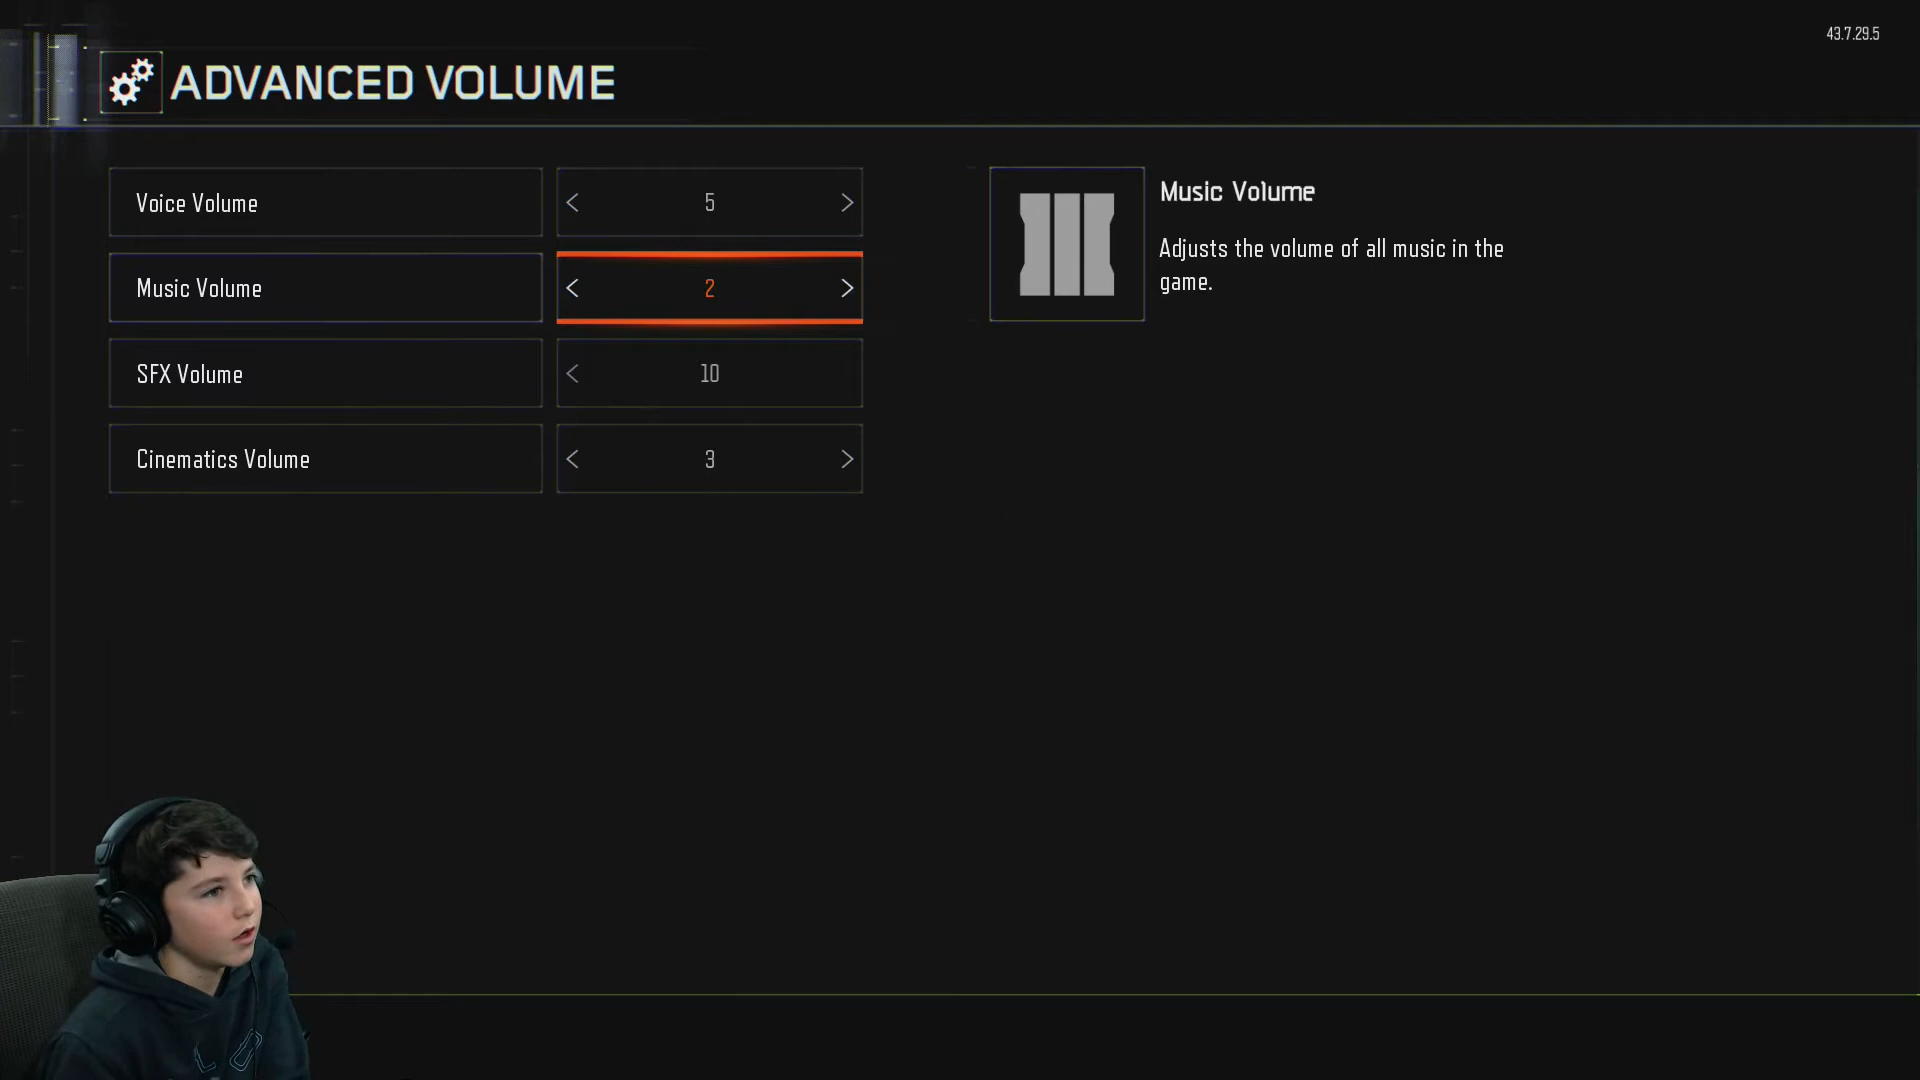 43.7.29.5
ADVANCED VOLUME
Voice Volume
5
Music Volume
2
SFX Volume
10
Cinematics Volume
3
Music Volume
Adjusts the volume of all music in the
game.